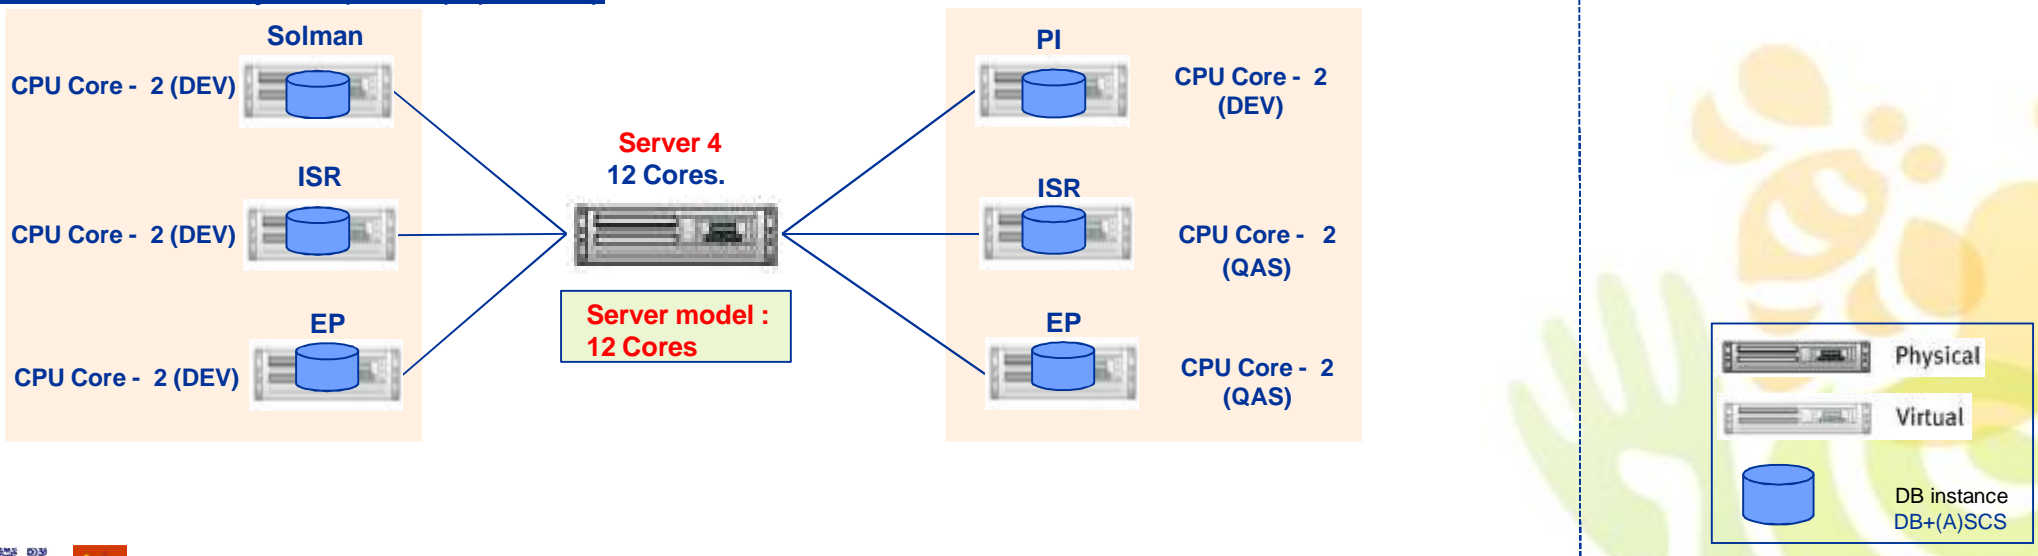 Solman
CPU Core - 2 (DEV)
ISR
CPU Core - 2 (DEV)
EP
CPU Core - 2 (DEV)
Server 4
12 Cores.
Server model :
12 Cores
PI
CPU Core - 2
(DEV)
ISR
CPU Core - 2
(QAS)
EP
CPU Core - 2
(QAS)
Physical
Virtual
DB instance
DB+(A)SCS